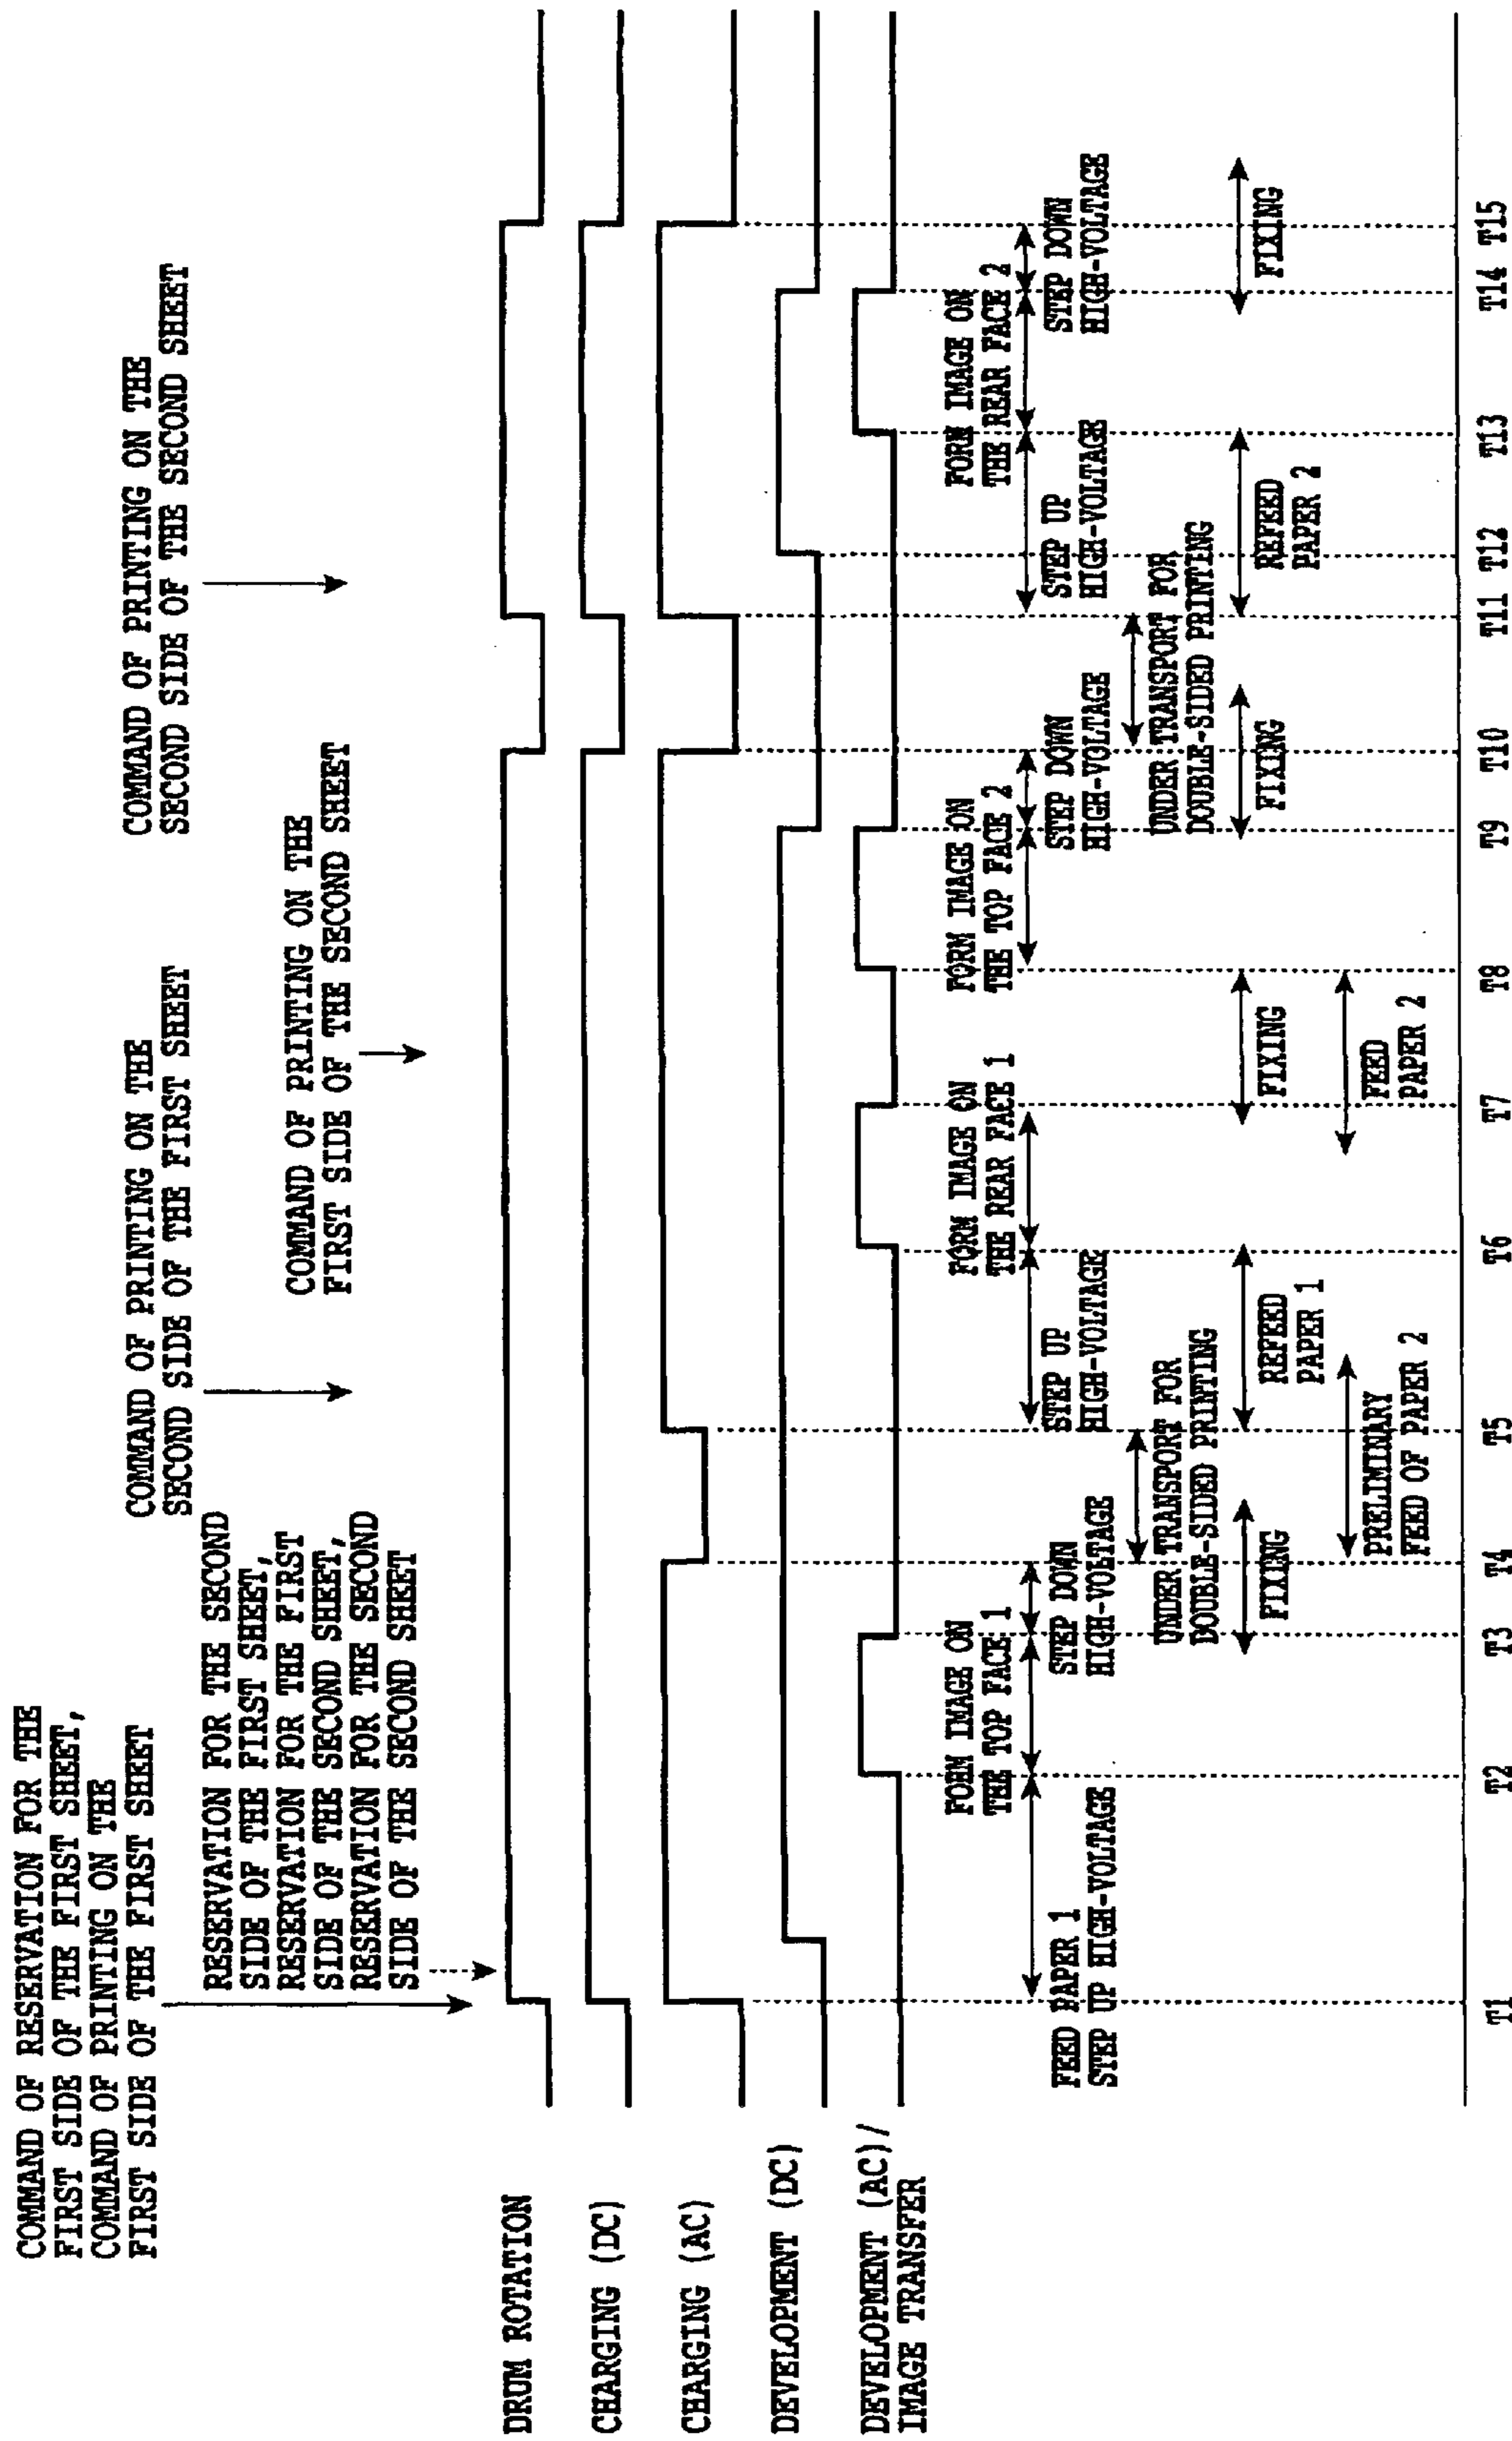 COMMAND OF RESERVATION FOR THE
FIRST SIDE OF THE FIRST SHEET,
COMMAND OF PRINTING ON THE
FIRST SIDE OF THE FIRST SHEET
RESERVATION FOR THE SECOND
SIDE OF THE FIRST SHEET,
RESERVATION FOR THE FIRST
SIDE OF THE SECOND SHEET,
RESERVATION FOR THE SECOND
SIDE OF THE SECOND SHEET
COMMAND OF PRINTING ON THE
SECOND SIDE OF THE FIRST SHEET
COMMAND OF PRINTING ON THE
FIRST SIDE OF THE SECOND SHEET
COMMAND OF PRINTING ON THE
SECOND SIDE OF THE SECOND SHEET
DRUM ROTATION
CHARGING (DC)
CHARGING (AC)
DEVELOPMENT (DC)
DEVELOPMENT (AC)/
IMAGE TRANSFER
FEED PAPER 1
STEP UP HIGH-VOLTAGE
FORM IMAGE ON
THE TOP FACE 1
STEP DOWN
HIGH-VOLTAGE
UNDER TRANSPORT FOR
DOUBLE-SIDED PRINTING
FIXING
PRELIMINARY
FEED OF PAPER 2
STEP UP
HIGH-VOLTAGE
REFEED
PAPER 1
FORM IMAGE ON
THE REAR FACE 1
FIXING
FEED
PAPER 2
FORM IMAGE ON
THE TOP FACE 2
STEP DOWN
HIGH-VOLTAGE
UNDER TRANSPORT FOR
DOUBLE-SIDED PRINTING
FIXING
STEP UP
HIGH-VOLTAGE
REFEED
PAPER 2
FORM IMAGE ON
THE REAR FACE 2
STEP DOWN
HIGH-VOLTAGE
FIXING
T1 T2 T3 T4 T5 T6 T7 T8 T9 T10 T11 T12 T13 T14 T15